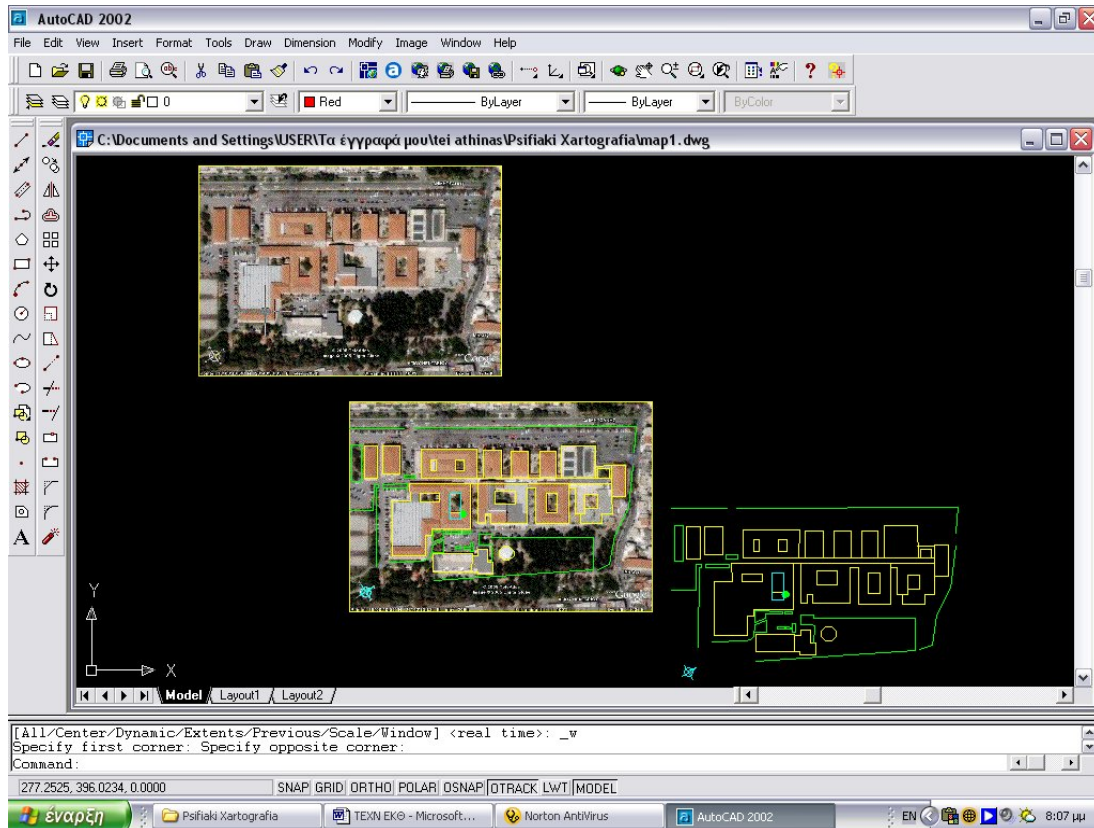 AutoCAD 2002
File Edit View Insert Format Tools Draw Dimension Modify Image Window Help
0 Red ByLayer ByLayer ByColor
C:\Documents and Settings\USER\Τα έγγραφά μου\tei athinas\Psifiaki Xartografia\map1.dwg
Google
Google
Y
X
Model Layout1 Layout2
[All/Center/Dynamic/Extents/Previous/Scale/Window] <real time>: _w
Specify first corner: Specify opposite corner:
Command:
277.2525, 396.0234, 0.0000 SNAP GRID ORTHO POLAR OSNAP OTRACK LWT MODEL
έναρξη Psifiaki Xartografia ΤΕΧΝ ΕΚΘ - Microsoft... Norton AntiVirus AutoCAD 2002 EN 8:07 μμ